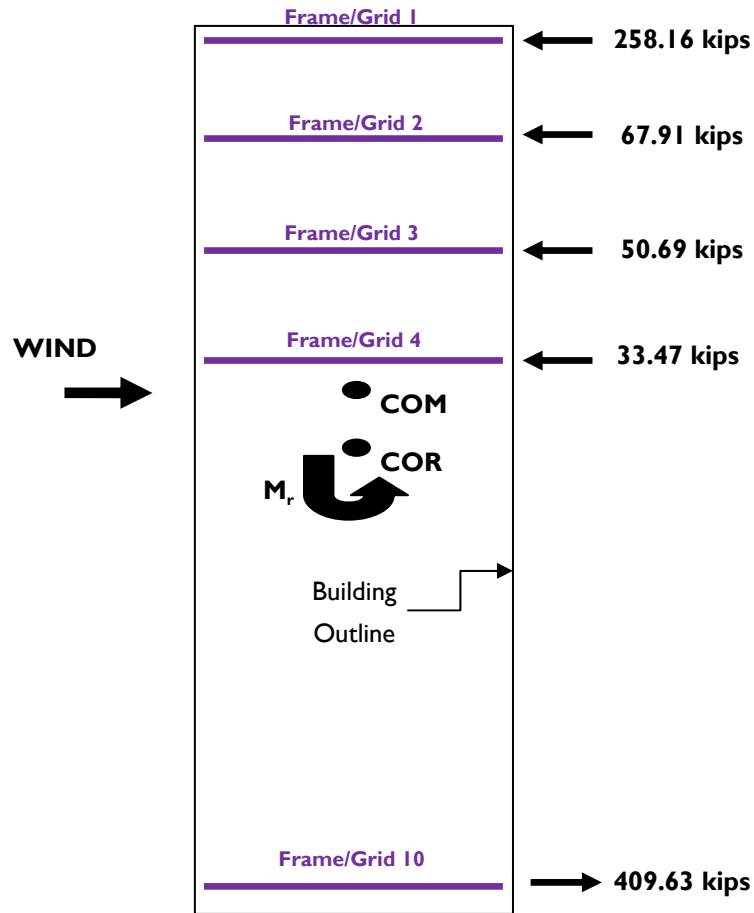 Frame/Grid 1
258.16 kips
Frame/Grid 2
67.91 kips
Frame/Grid 3
50.69 kips
Frame/Grid 4
33.47 kips
WIND
COM
COR
Mr
Building
Outline
Frame/Grid 10
409.63 kips